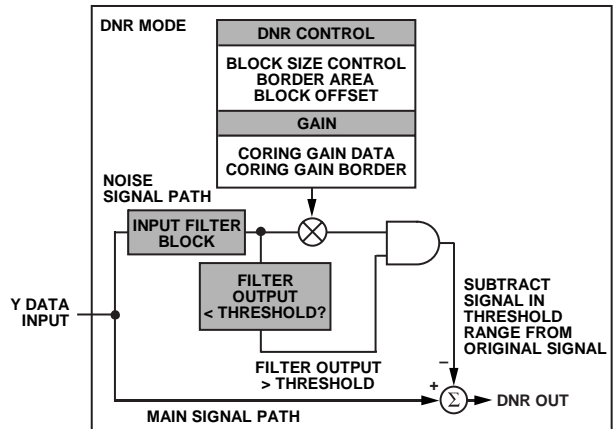 DNR MODE
DNR CONTROL
BLOCK SIZE CONTROL
BORDER AREA
BLOCK OFFSET
GAIN
CORING GAIN DATA
CORING GAIN BORDER
NOISE
SIGNAL PATH
INPUT FILTER
BLOCK
FILTER
OUTPUT
< THRESHOLD?
Y DATA
INPUT
FILTER OUTPUT
> THRESHOLD
SUBTRACT
SIGNAL IN
THRESHOLD
RANGE FROM
ORIGINAL SIGNAL
–
+
Σ
DNR OUT
MAIN SIGNAL PATH